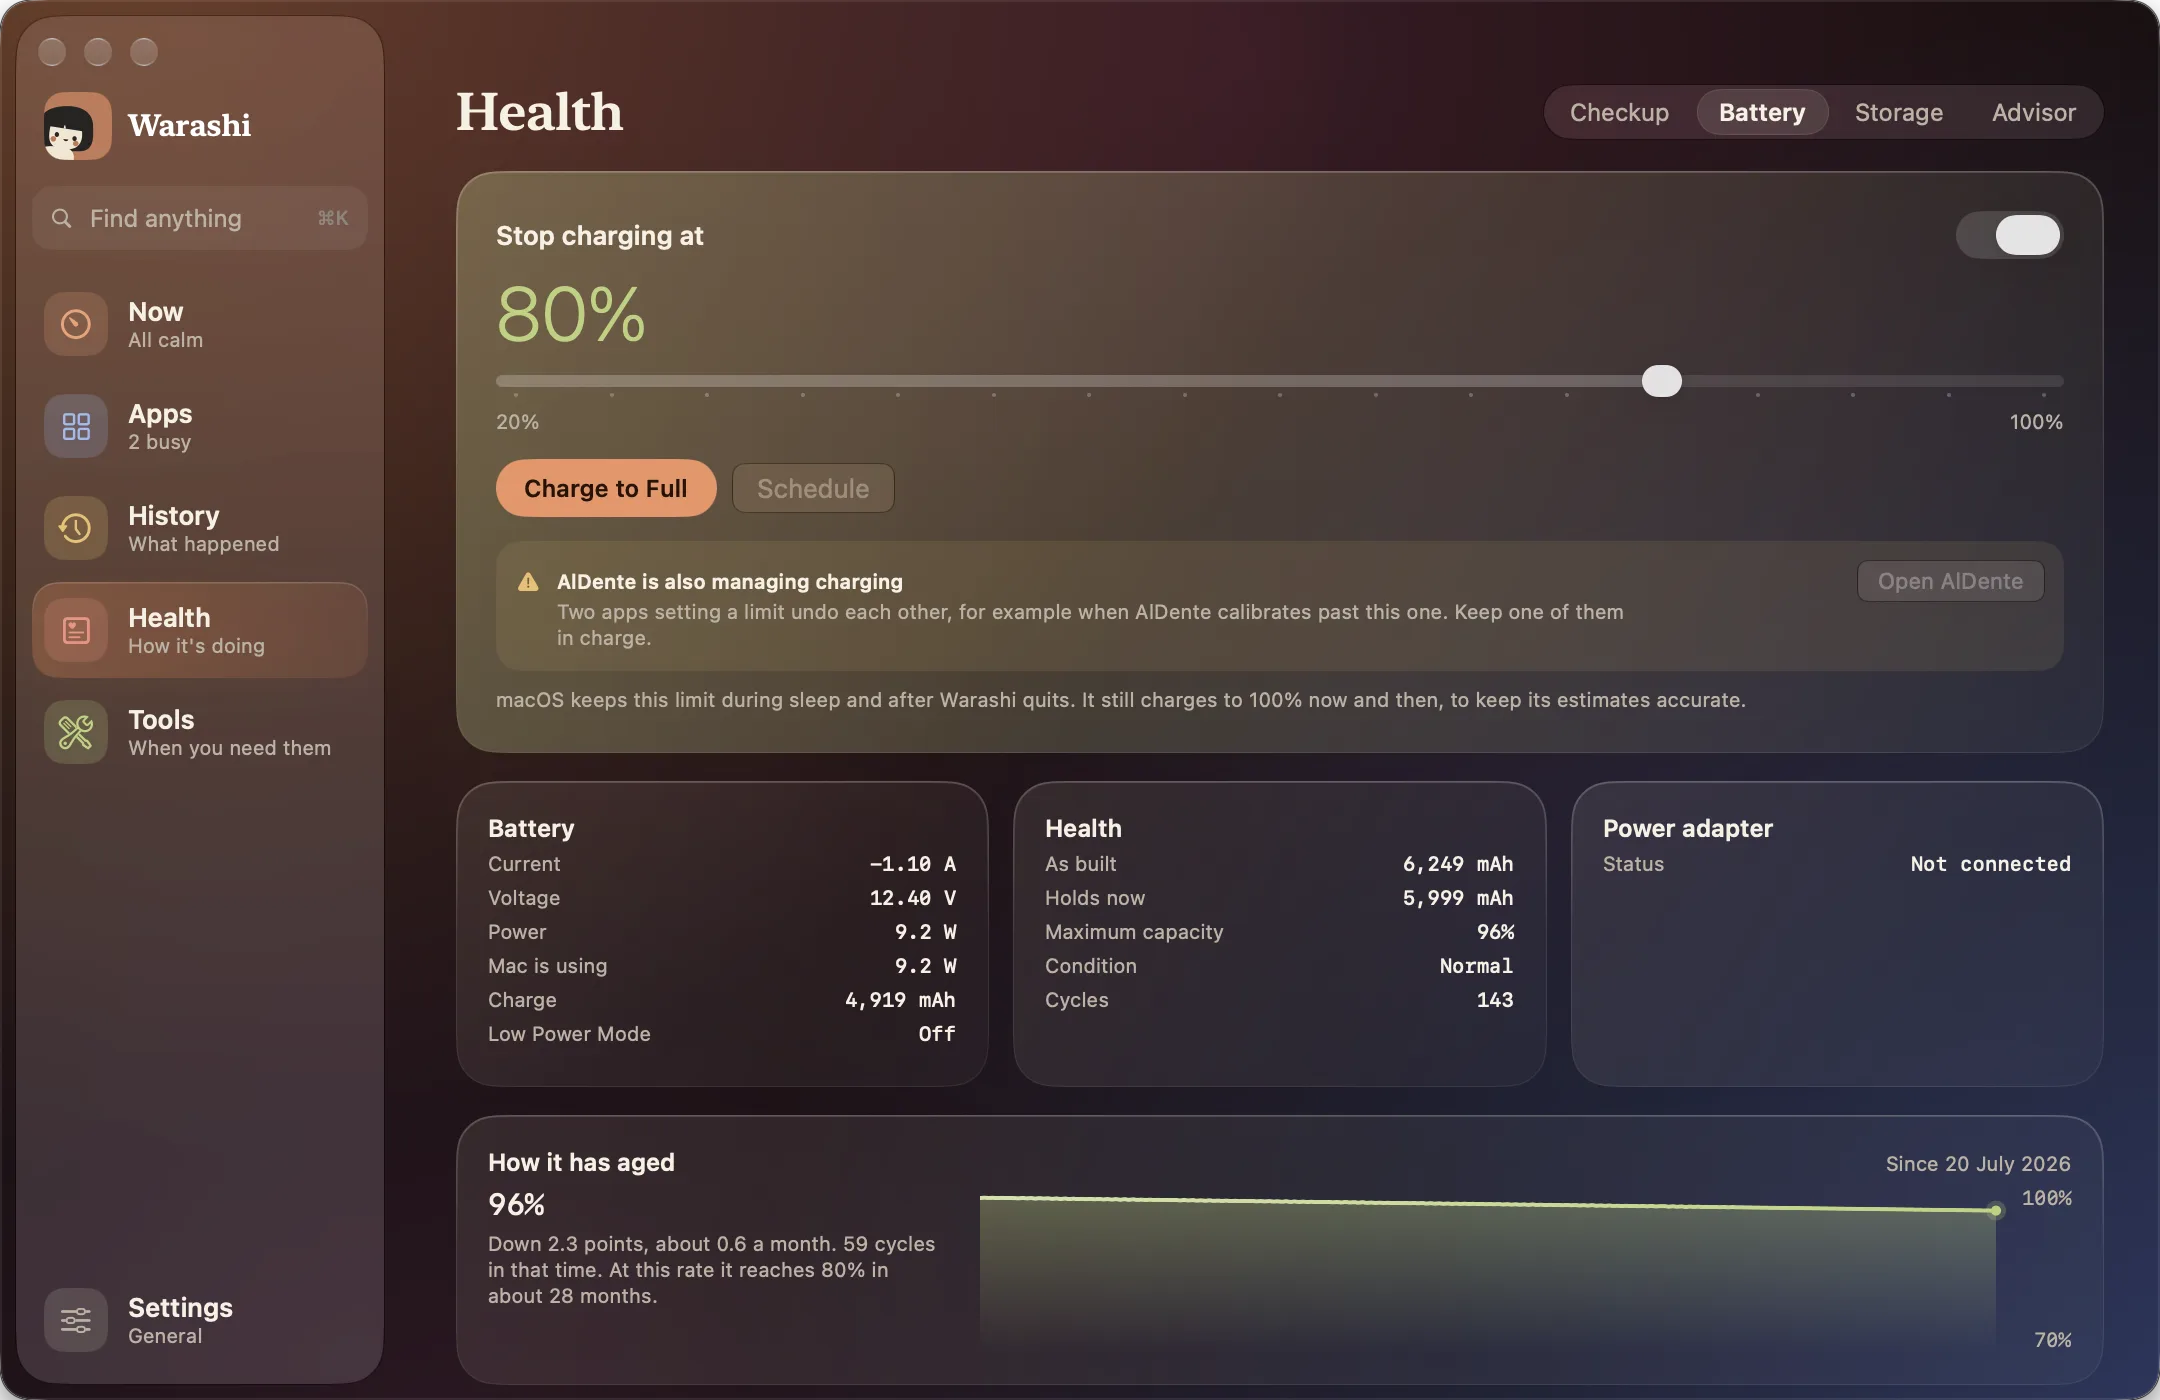 Warashi
Find anything ⌘K
Now
All calm
Apps
2 busy
History
What happened
Health
How it's doing
Tools
When you need them
Settings
General
Health
Checkup Battery Storage Advisor
Stop charging at
80%
20% 100%
Charge to Full Schedule
AlDente is also managing charging
Open AlDente
Two apps setting a limit undo each other, for example when AlDente calibrates past this one. Keep one of them
in charge.
macOS keeps this limit during sleep and after Warashi quits. It still charges to 100% now and then, to keep its estimates accurate.
Battery
Current −1.10 A
Voltage 12.40 V
Power 9.2 W
Mac is using 9.2 W
Charge 4,919 mAh
Low Power Mode Off
Health
As built 6,249 mAh
Holds now 5,999 mAh
Maximum capacity 96%
Condition Normal
Cycles 143
Power adapter
Status Not connected
How it has aged
Since 20 July 2026
96%
Down 2.3 points, about 0.6 a month. 59 cycles
in that time. At this rate it reaches 80% in
about 28 months.
100%
70%